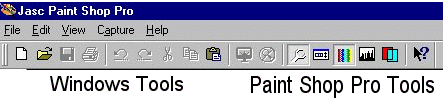 Jasc Paint Shop Pro
File Edit View Capture Help
Windows Tools Paint Shop Pro Tools